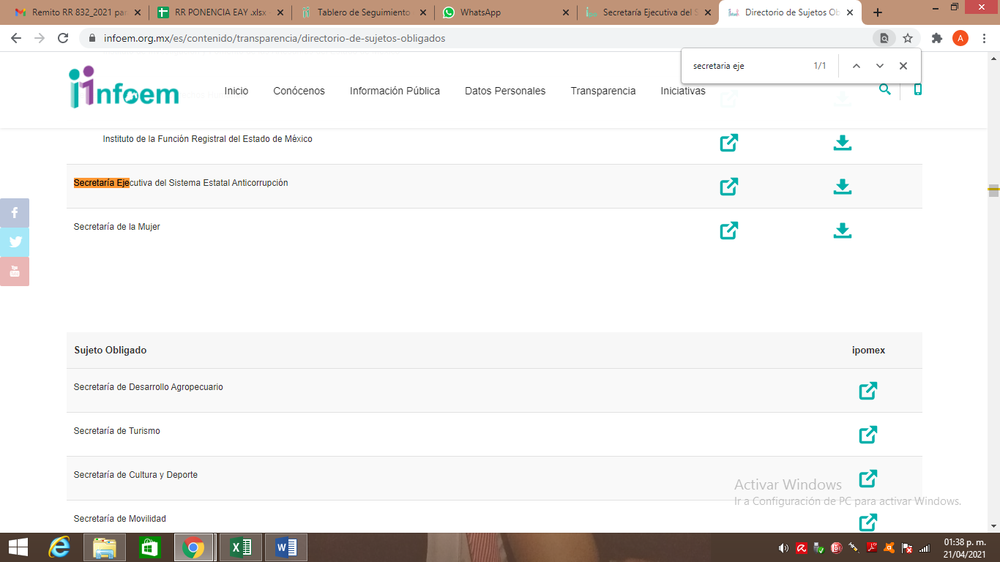 Remito RR 832_2021 par
RR PONENCIA EAY .xlsx
Tablero de Seguimiento
WhatsApp
Secretaría Ejecutiva del S
Directorio de Sujetos Ob
infoem.org.mx/es/contenido/transparencia/directorio-de-sujetos-obligados
A
secretaria eje
1/1
infoem
Inicio
Conócenos
Información Pública
Datos Personales
Transparencia
Iniciativas
Instituto de la Función Registral del Estado de México
Secretaría Ejecutiva del Sistema Estatal Anticorrupción
Secretaría de la Mujer
Sujeto Obligado
ipomex
Secretaría de Desarrollo Agropecuario
Secretaría de Turismo
Secretaría de Cultura y Deporte
Activar Windows
Ir a Configuración de PC para activar Windows.
Secretaría de Movilidad
01:38 p. m.
21/04/2021